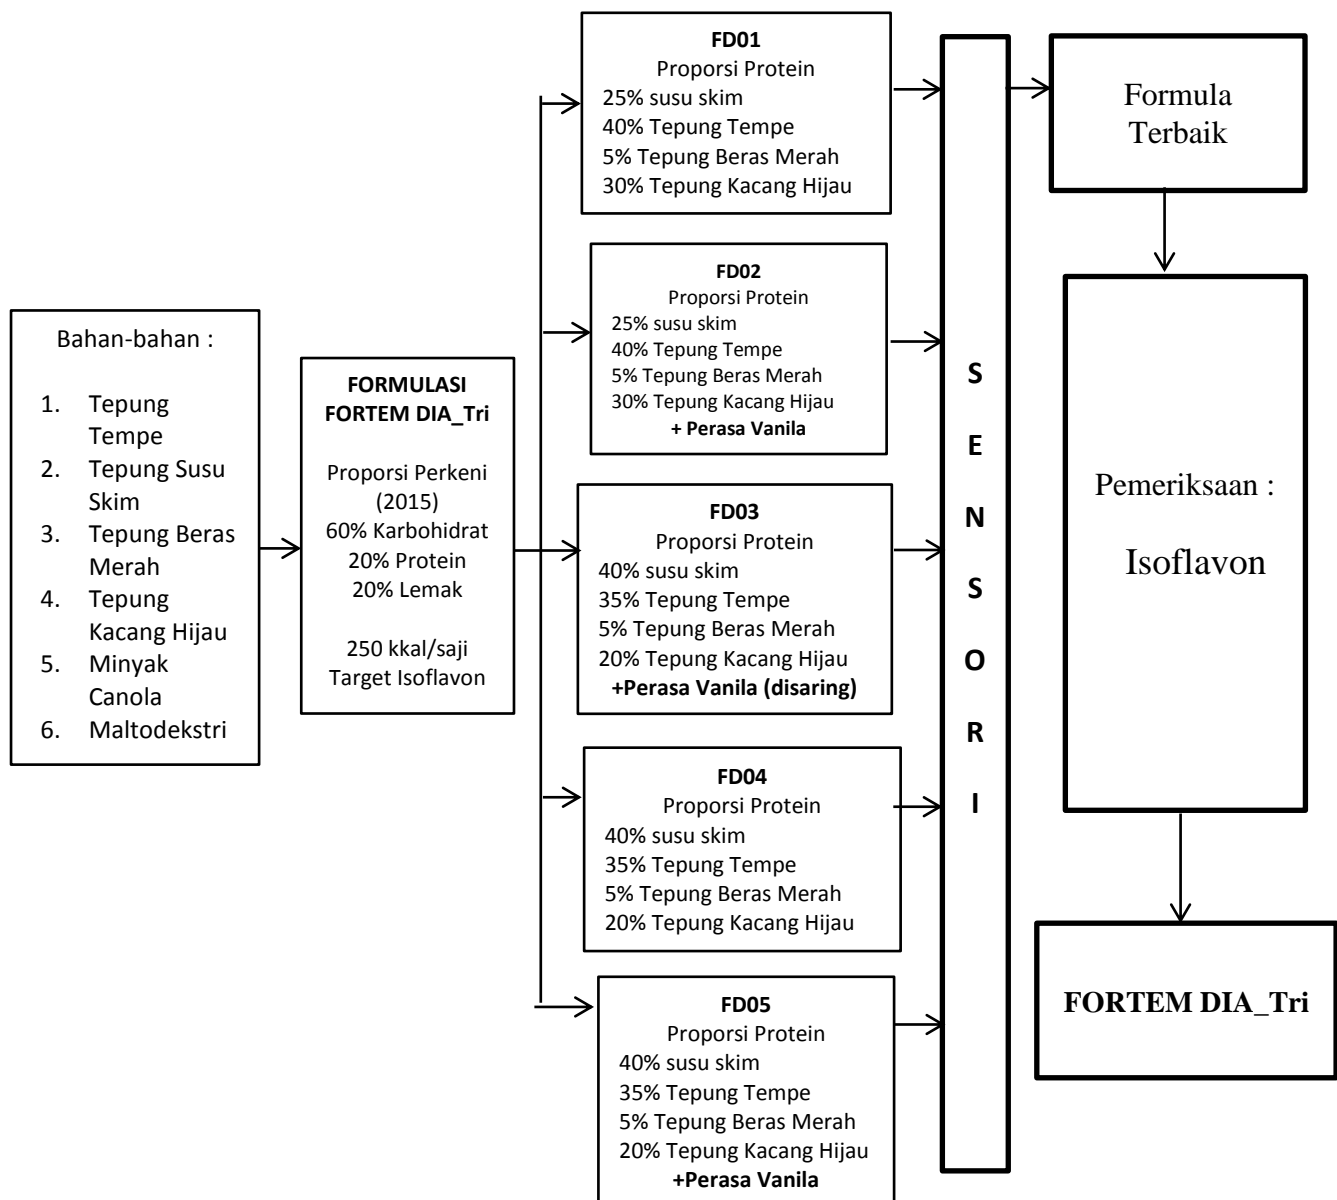 Bahan-bahan :
1. Tepung
Tempe
2. Tepung Susu
Skim
3. Tepung Beras
Merah
4. Tepung
Kacang Hijau
5. Minyak
Canola
6. Maltodekstri
FORMULASI
FORTEM DIA_Tri
Proporsi Perkeni
(2015)
60% Karbohidrat
20% Protein
20% Lemak
250 kkal/saji
Target Isoflavon
FD01
Proporsi Protein
25% susu skim
40% Tepung Tempe
5% Tepung Beras Merah
30% Tepung Kacang Hijau
FD02
Proporsi Protein
25% susu skim
40% Tepung Tempe
5% Tepung Beras Merah
30% Tepung Kacang Hijau
+ Perasa Vanila
FD03
Proporsi Protein
40% susu skim
35% Tepung Tempe
5% Tepung Beras Merah
20% Tepung Kacang Hijau
+Perasa Vanila (disaring)
FD04
Proporsi Protein
40% susu skim
35% Tepung Tempe
5% Tepung Beras Merah
20% Tepung Kacang Hijau
FD05
Proporsi Protein
40% susu skim
35% Tepung Tempe
5% Tepung Beras Merah
20% Tepung Kacang Hijau
+Perasa Vanila
S
E
N
S
O
R
I
Formula
Terbaik
Pemeriksaan :
Isoflavon
FORTEM DIA_Tri